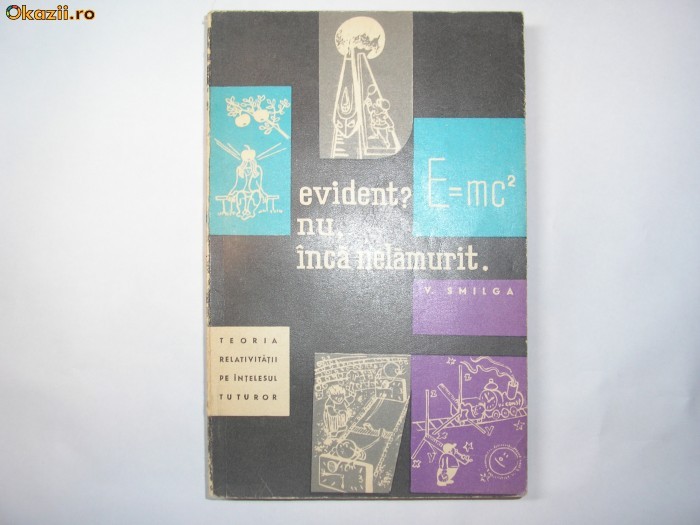 Okazii.ro
evident?
nu,
încă nelămurit.
E=mc²
V. SMILGA
TEORIA
RELATIVITĂȚII
PE ÎNȚELESUL
TUTUROR